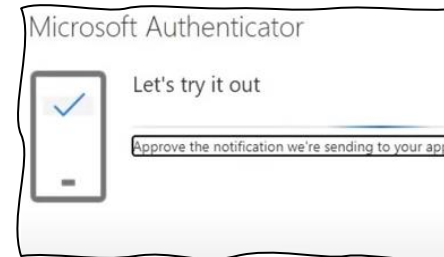 Microsoft Authenticator
Let's try it out
Approve the notification we're sending to your app